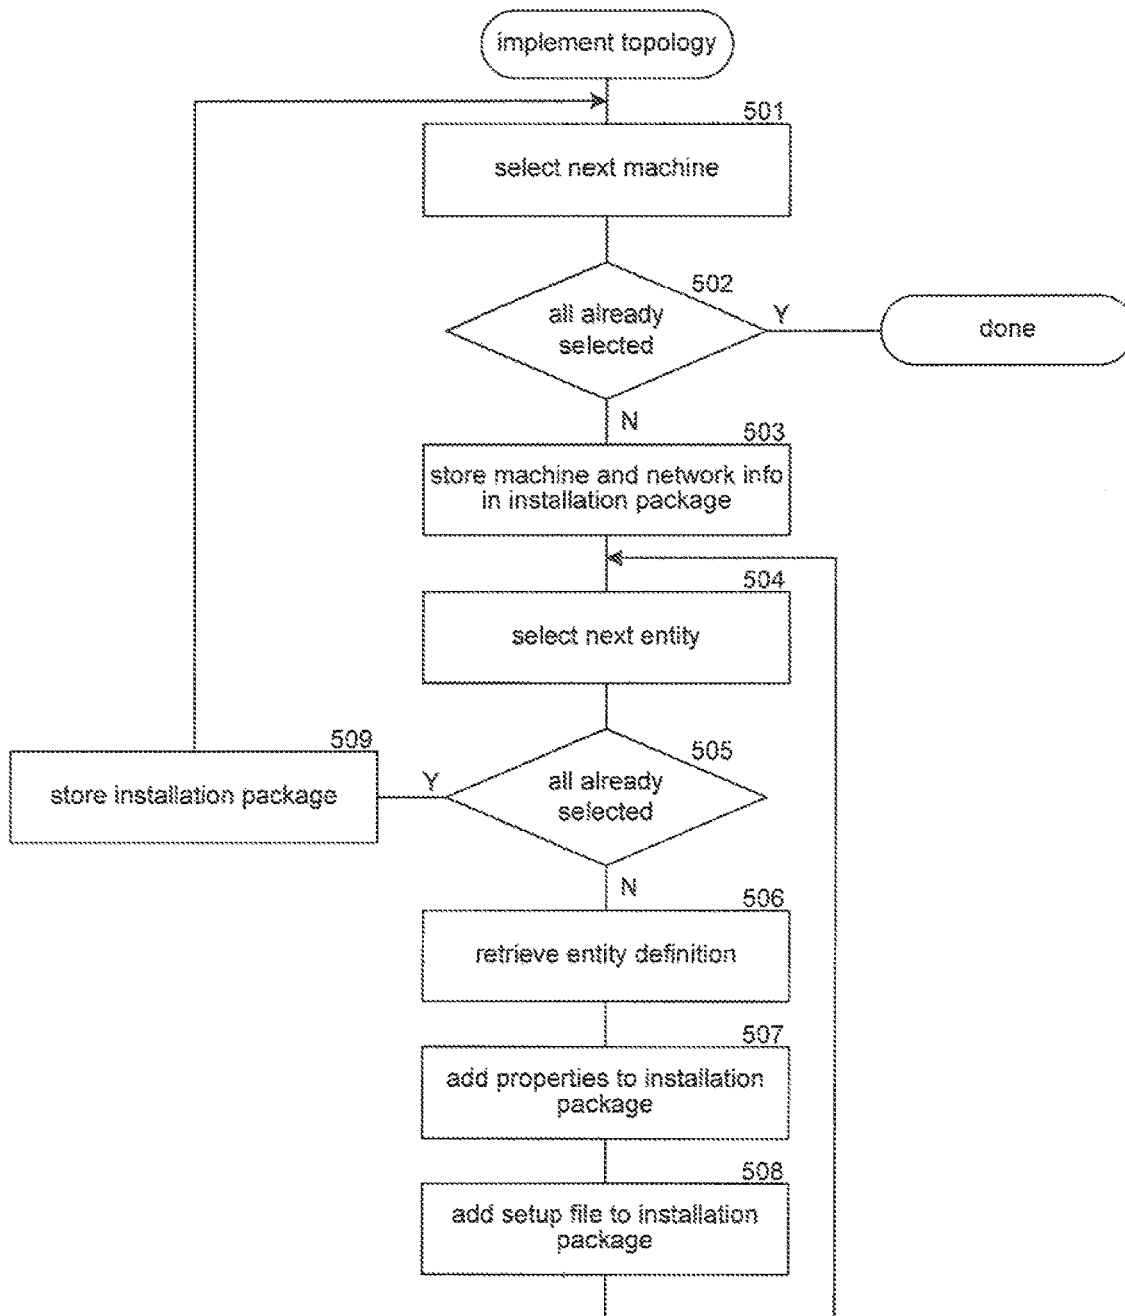 implement topology
501
select next machine
502
all already
selected
Y
done
N
503
store machine and network info
in installation package
504
select next entity
509
store installation package
Y
505
all already
selected
N
506
retrieve entity definition
507
add properties to installation
package
508
add setup file to installation
package